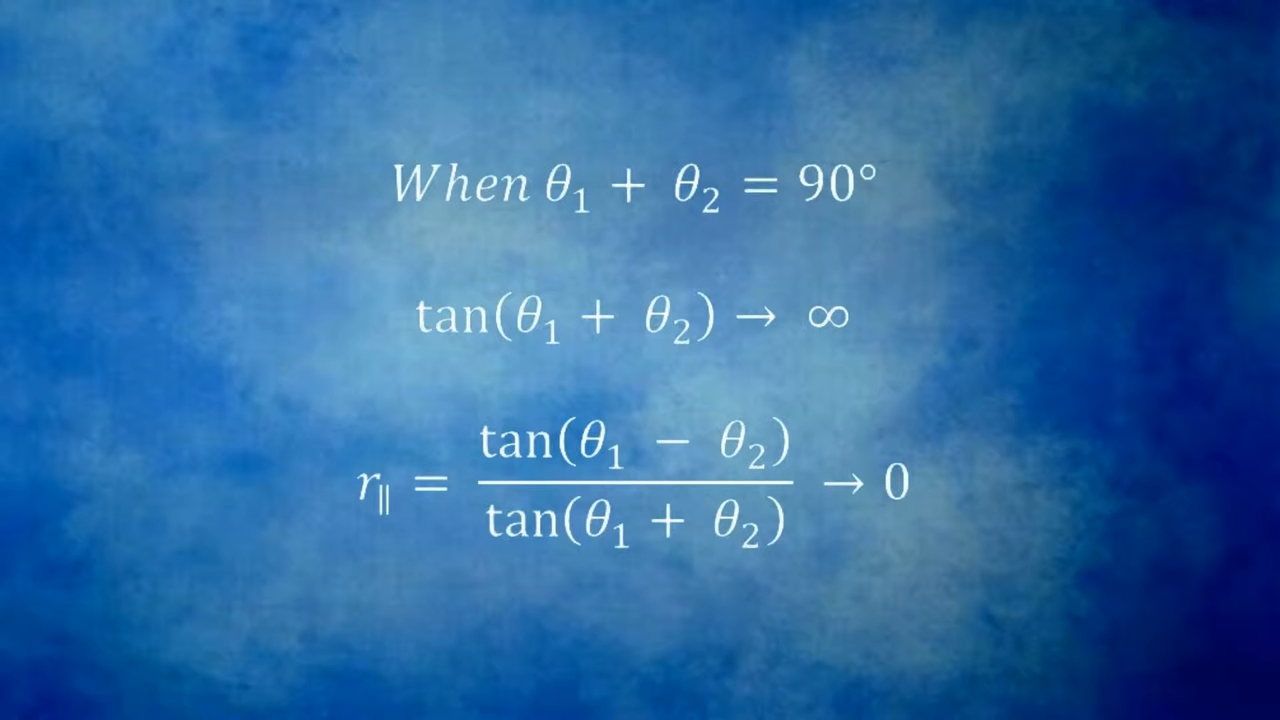 When θ₁ + θ₂ = 90°
tan(θ₁ + θ₂) → ∞
r∥ = tan(θ₁ − θ₂) / tan(θ₁ + θ₂) → 0